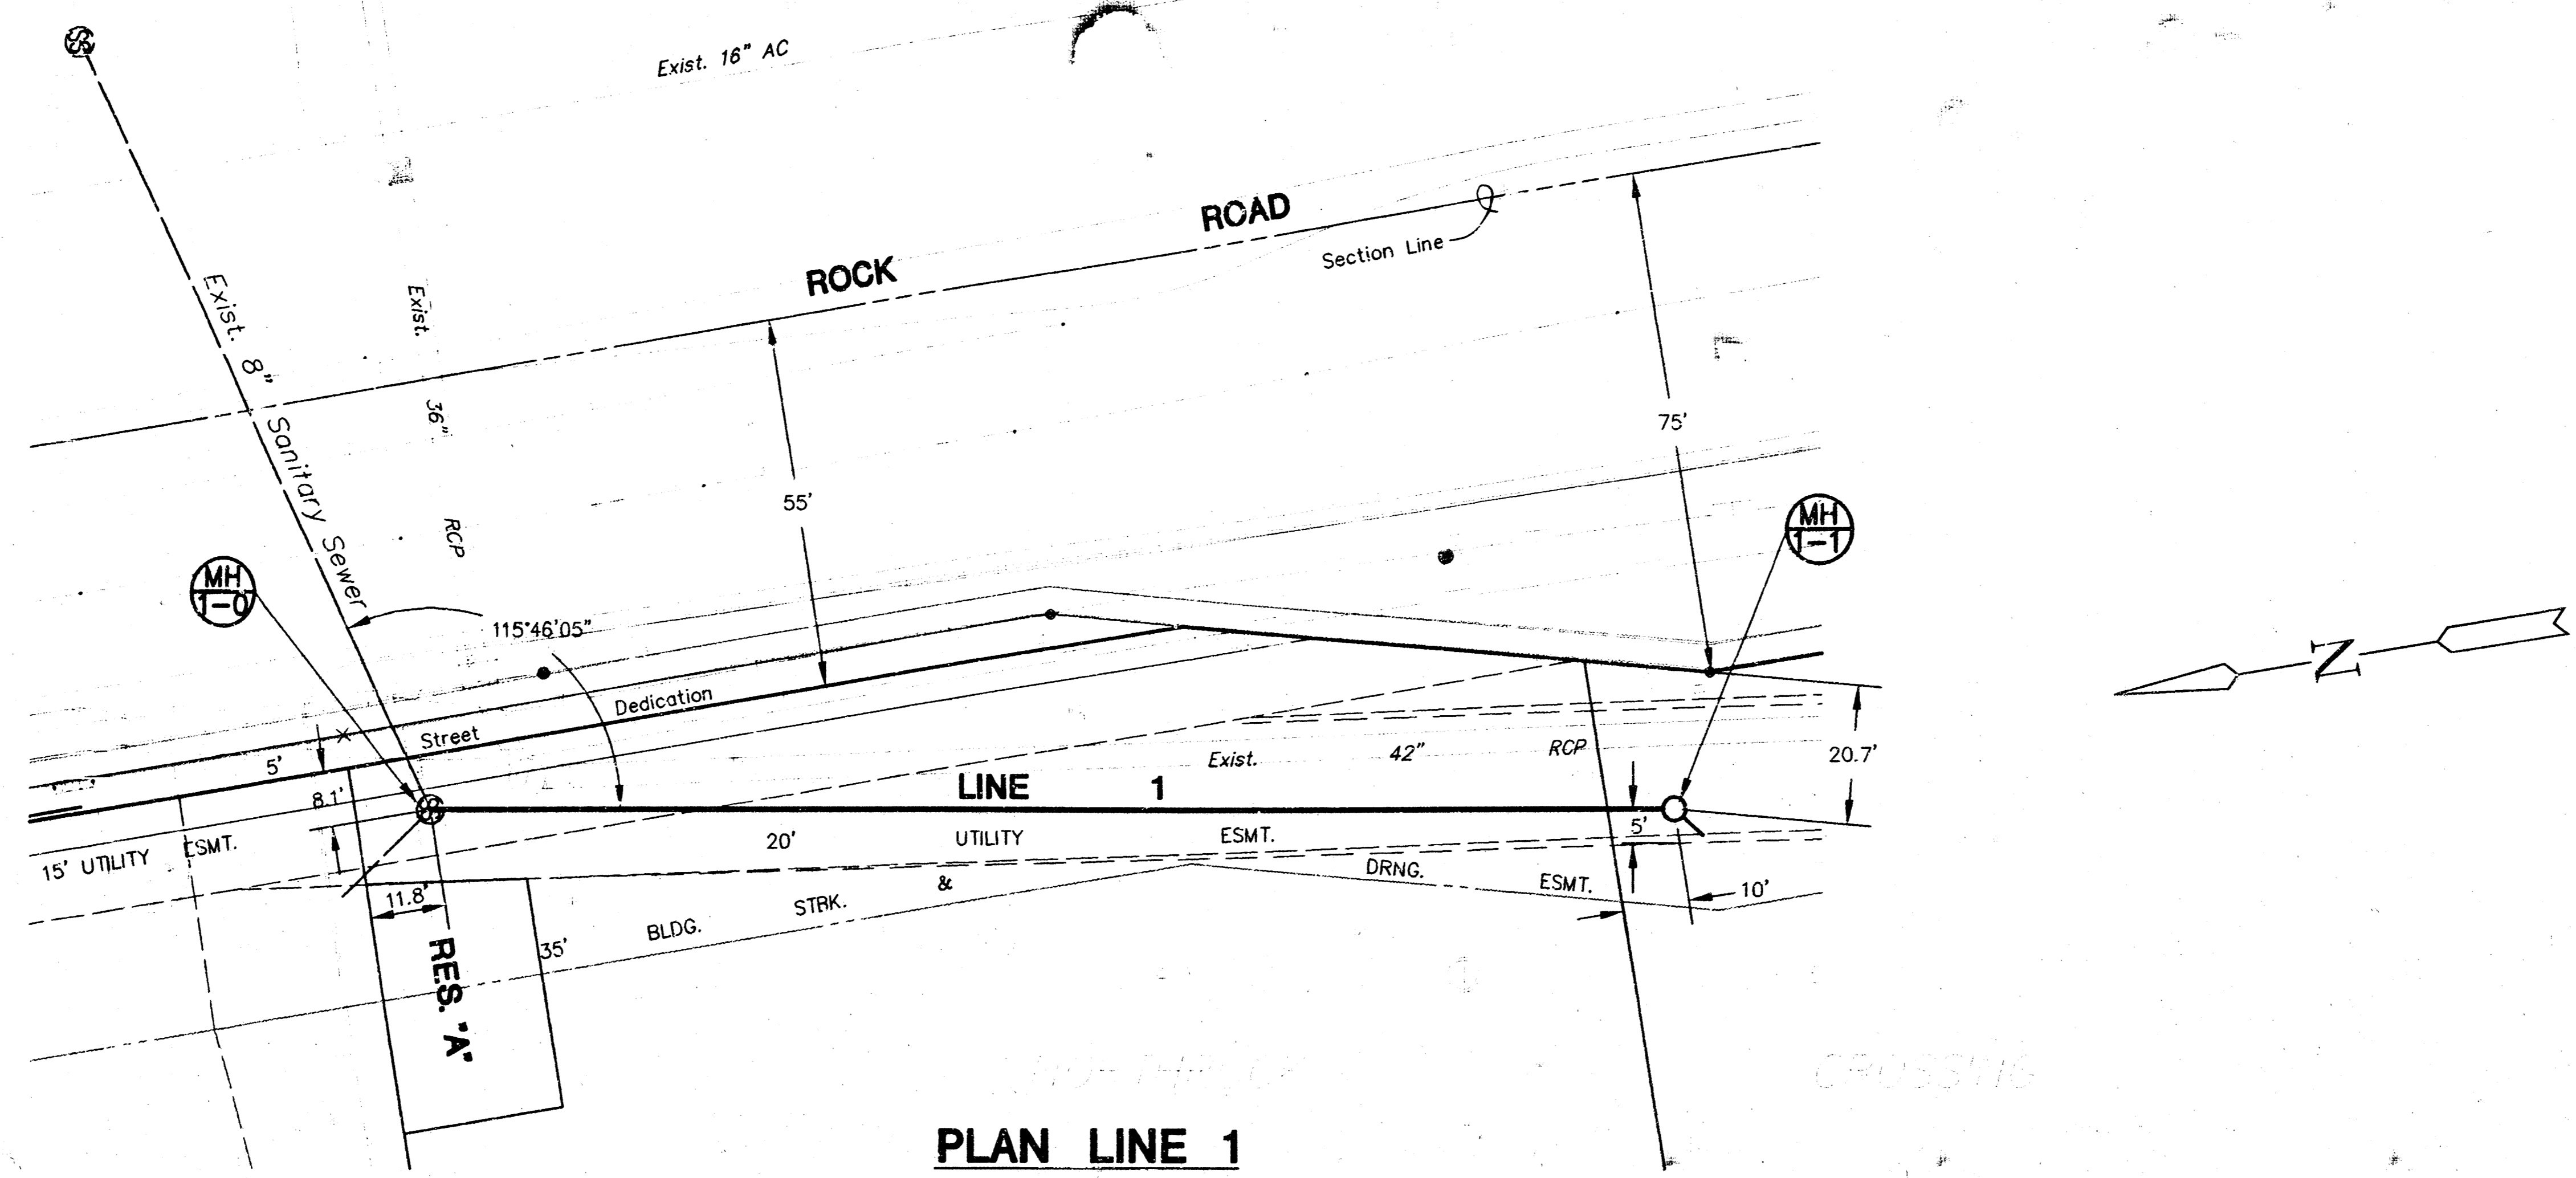 Exist. 16" AC
ROCK ROAD
Section Line
Exist. 8" Sanitary Sewer
Exist. 36" RCP
55'
75'
MH
1-1
MH
1-0
115°46'05"
Street Dedication
5'
8.1'
15' UTILITY ESMT.
Exist. 42" RCP
20.7'
LINE 1
20' UTILITY ESMT.
5'
& DRNG. ESMT.
10'
11.8'
35' BLDG. STBK.
RES. "A"
N
CROSSING
PLAN LINE 1